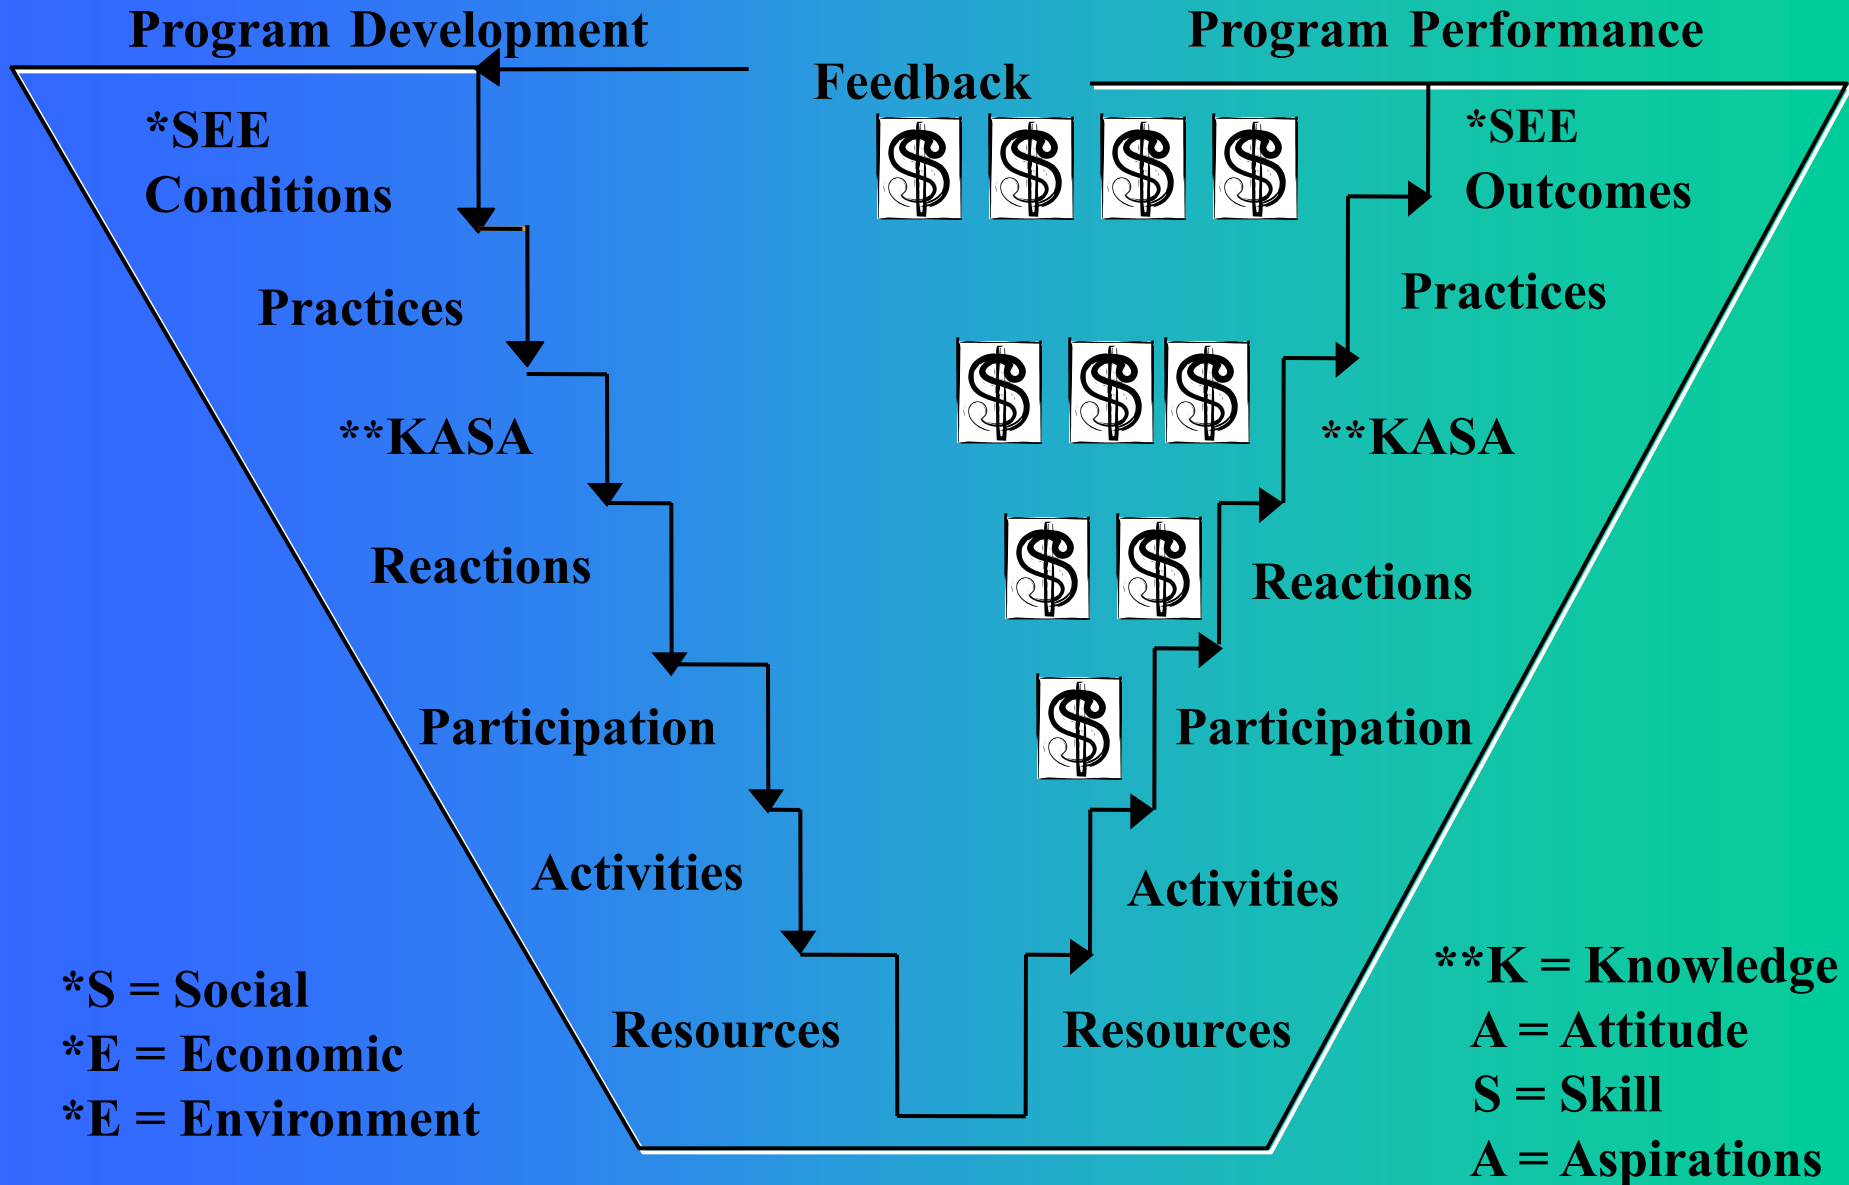 Program Development
Program Performance
Feedback
*SEE
Conditions
Practices
**KASA
Reactions
Participation
Activities
Resources
*SEE
Outcomes
Practices
**KASA
Reactions
Participation
Activities
Resources
$ $ $ $
$ $ $
$ $
$
*S = Social
*E = Economic
*E = Environment
**K = Knowledge
A = Attitude
S = Skill
A = Aspirations